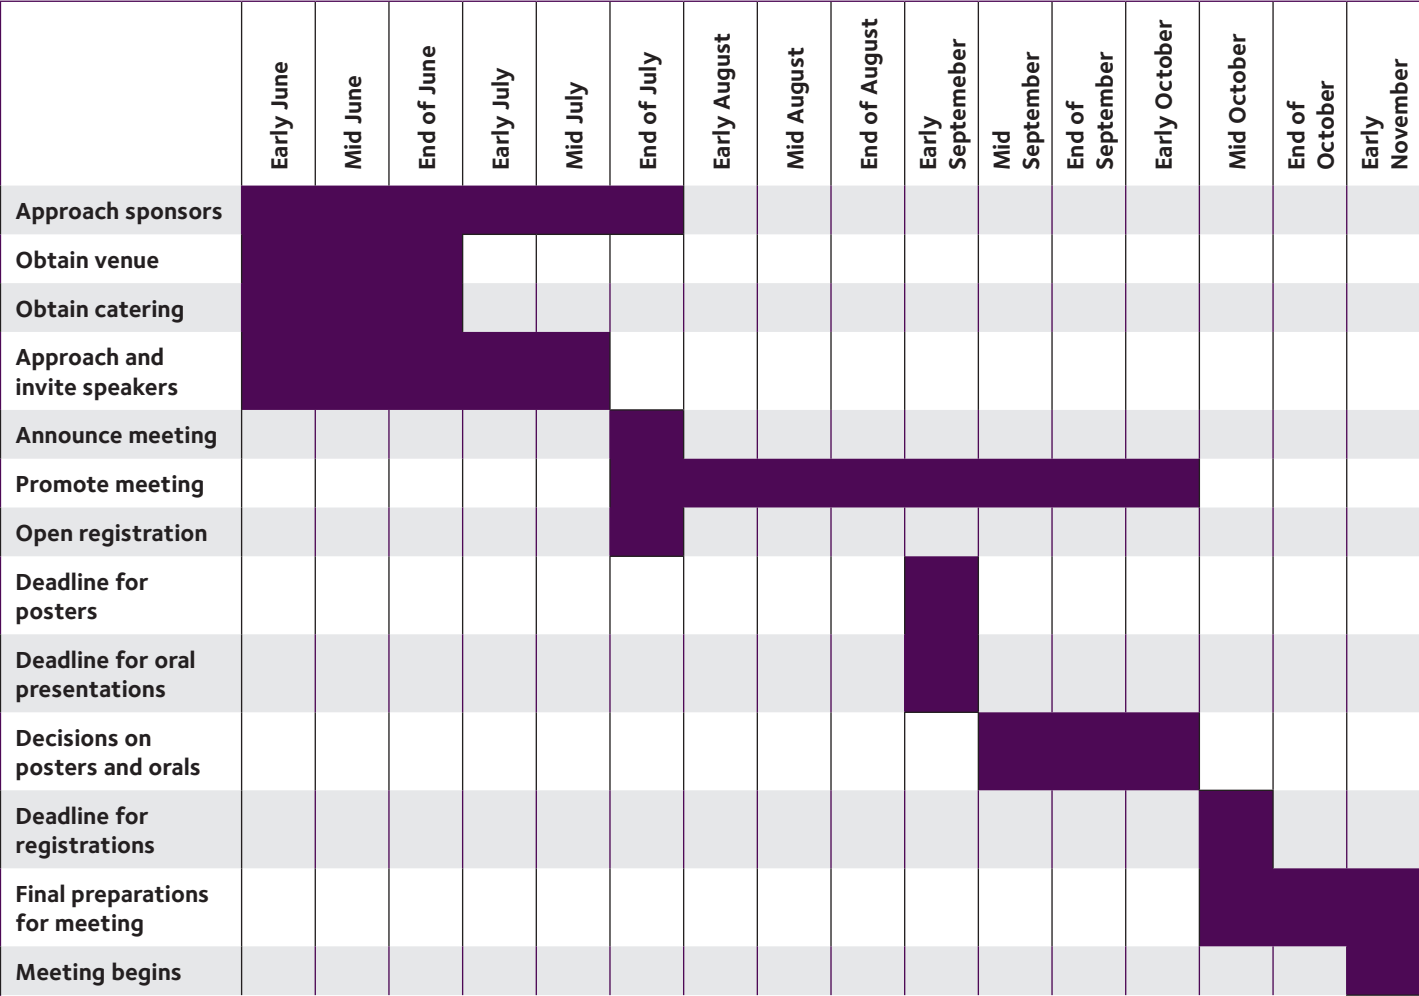 Early June
Mid June
End of June
Early July
Mid July
End of July
Early August
Mid August
End of August
Early
Septemeber
Mid
September
End of
September
Early October
Mid October
End of
October
Early
November
Approach sponsors
Obtain venue
Obtain catering
Approach and
invite speakers
Announce meeting
Promote meeting
Open registration
Deadline for
posters
Deadline for oral
presentations
Decisions on
posters and orals
Deadline for
registrations
Final preparations
for meeting
Meeting begins